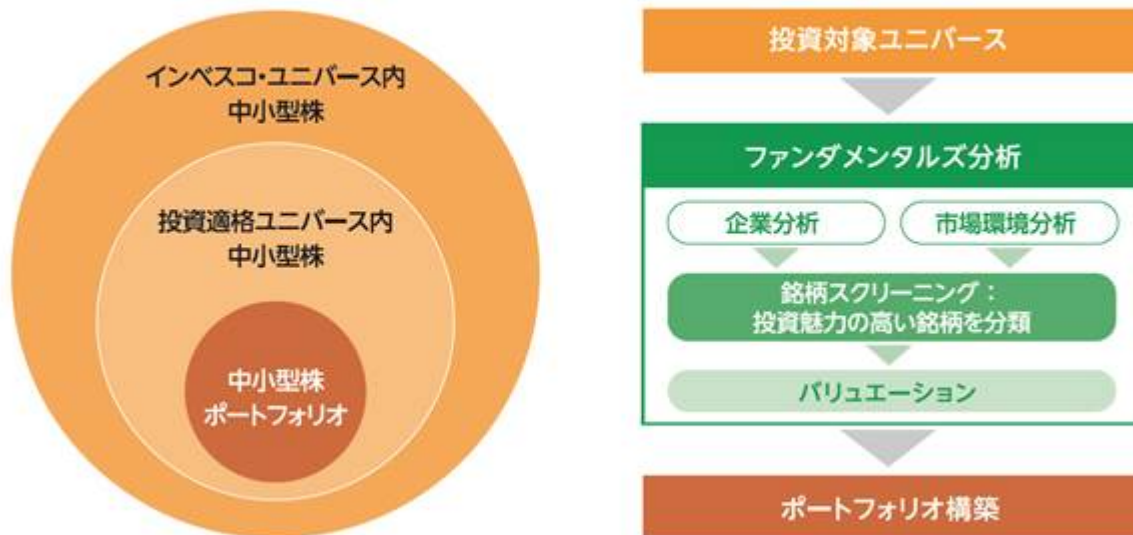 インベスコ・ユニバース内
中小型株
投資適格ユニバース内
中小型株
中小型株
ポートフォリオ
投資対象ユニバース
ファンダメンタルズ分析
企業分析
市場環境分析
銘柄スクリーニング：
投資魅力の高い銘柄を分類
バリュエーション
ポートフォリオ構築